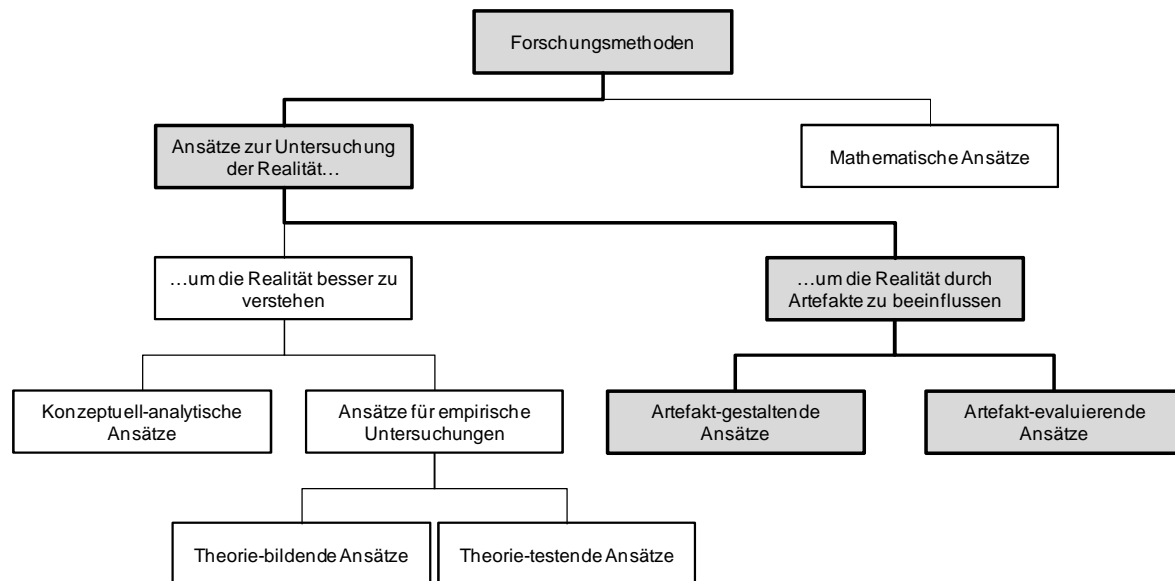 Forschungsmethoden
Ansätze zur Untersuchung
der Realität…
Mathematische Ansätze
…um die Realität besser zu
verstehen
…um die Realität durch
Artefakte zu beeinflussen
Konzeptuell-analytische
Ansätze
Ansätze für empirische
Untersuchungen
Artefakt-gestaltende
Ansätze
Artefakt-evaluierende
Ansätze
Theorie-bildende Ansätze
Theorie-testende Ansätze